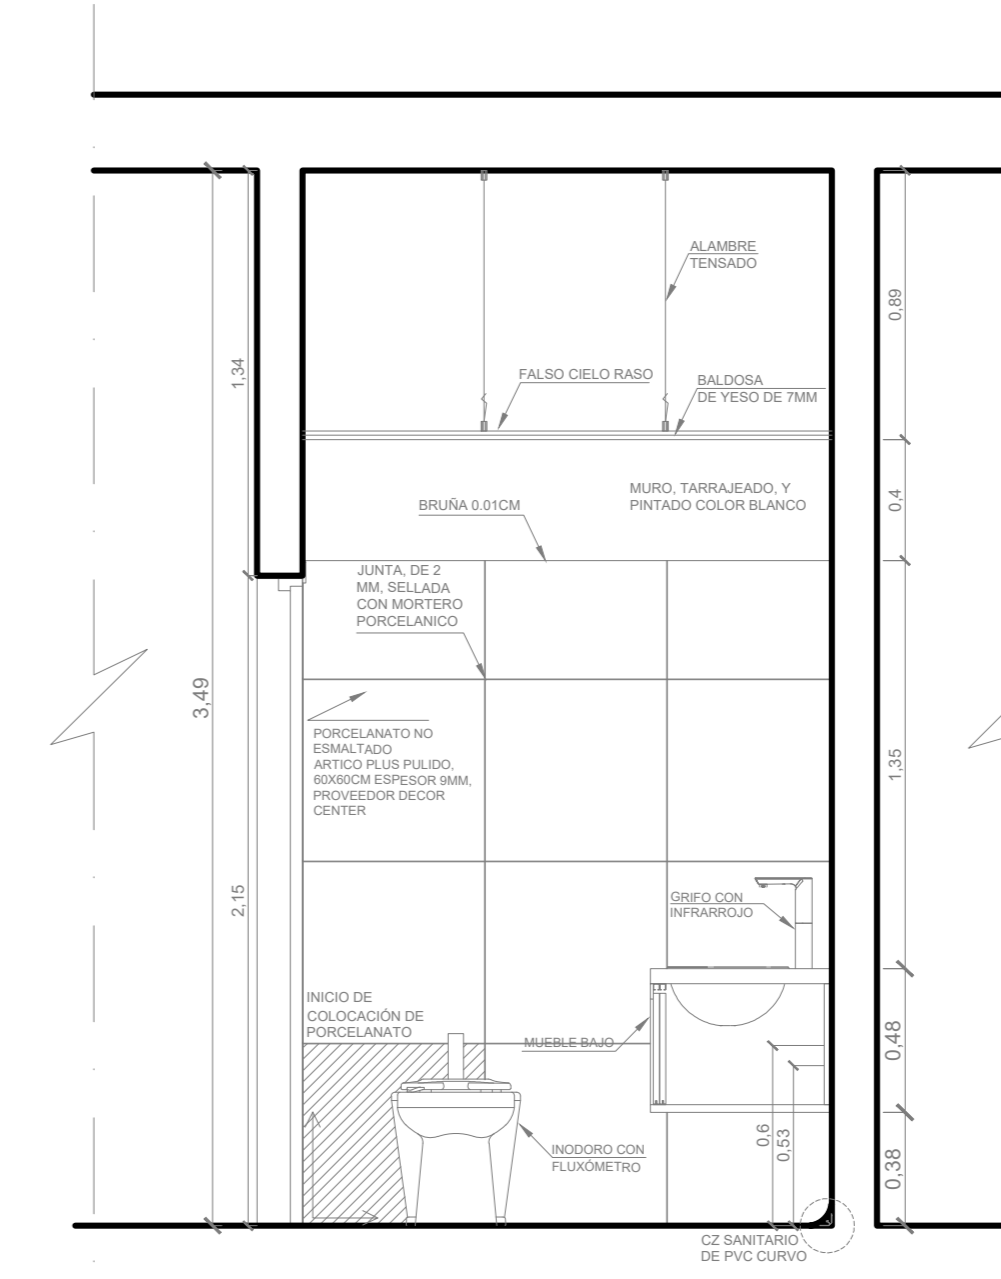 ALAMBRE
TENSADO
0,89
1,34
FALSO CIELO RASO
BALDOSA
DE YESO DE 7MM
MURO, TARRAJEADO, Y
PINTADO COLOR BLANCO
0,4
BRUÑA 0.01CM
JUNTA, DE 2
MM, SELLADA
CON MORTERO
PORCELANICO
3,49
PORCELANATO NO
ESMALTADO
ARTICO PLUS PULIDO,
60X60CM ESPESOR 9MM,
PROVEEDOR DECOR
CENTER
1,35
2,15
GRIFO CON
INFRARROJO
INICIO DE
COLOCACIÓN DE
PORCELANATO
MUEBLE BAJO
0,48
0,6
0,53
INODORO CON
FLUXÓMETRO
0,38
CZ SANITARIO
DE PVC CURVO